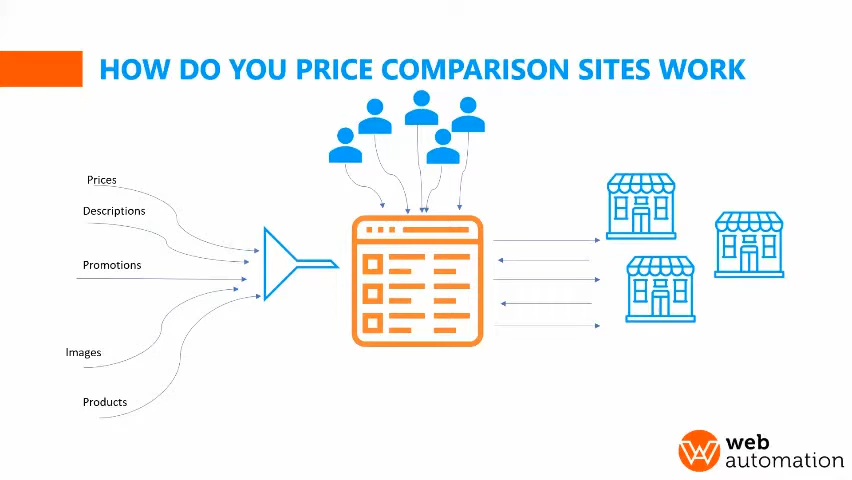 HOW DO YOU PRICE COMPARISON SITES WORK
Prices
Descriptions
Promotions
Images
Products
web
automation